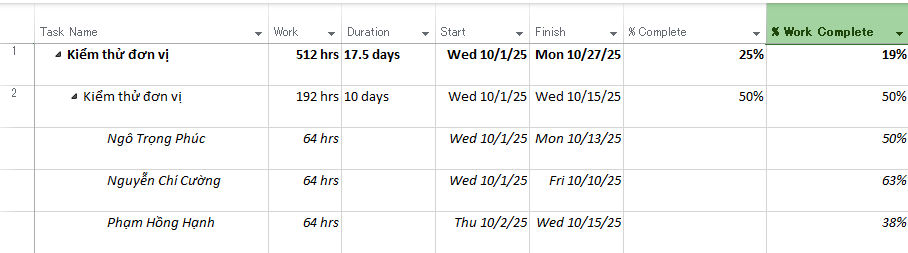 Task Name Work Duration Start Finish % Complete % Work Complete
1 Kiểm thử đơn vị 512 hrs 17.5 days Wed 10/1/25 Mon 10/27/25 25% 19%
2 Kiểm thử đơn vị 192 hrs 10 days Wed 10/1/25 Wed 10/15/25 50% 50%
Ngô Trọng Phúc 64 hrs Wed 10/1/25 Mon 10/13/25 50%
Nguyễn Chí Cường 64 hrs Wed 10/1/25 Fri 10/10/25 63%
Phạm Hồng Hạnh 64 hrs Thu 10/2/25 Wed 10/15/25 38%